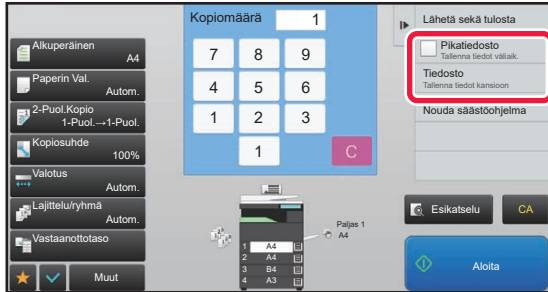 Kopiomäärä 1
Alkuperäinen
A4
Paperin Val.
Autom.
2-Puol.Kopio
1-Puol.→1-Puol.
Kopiosuhde
100%
Valotus
Autom.
Lajittelu/ryhmä
Autom.
Vastaanottotaso
Muut
7 8 9
4 5 6
1 2 3
1 C
Paljas 1
A4
1 A4
2 A4
3 B4
4 A3
Lähetä sekä tulosta
Pikatiedosto
Tallenna tiedot väliaik.
Tiedosto
Tallenna tiedot kansioon
Nouda säästöohjelma
Esikatselu
CA
Aloita